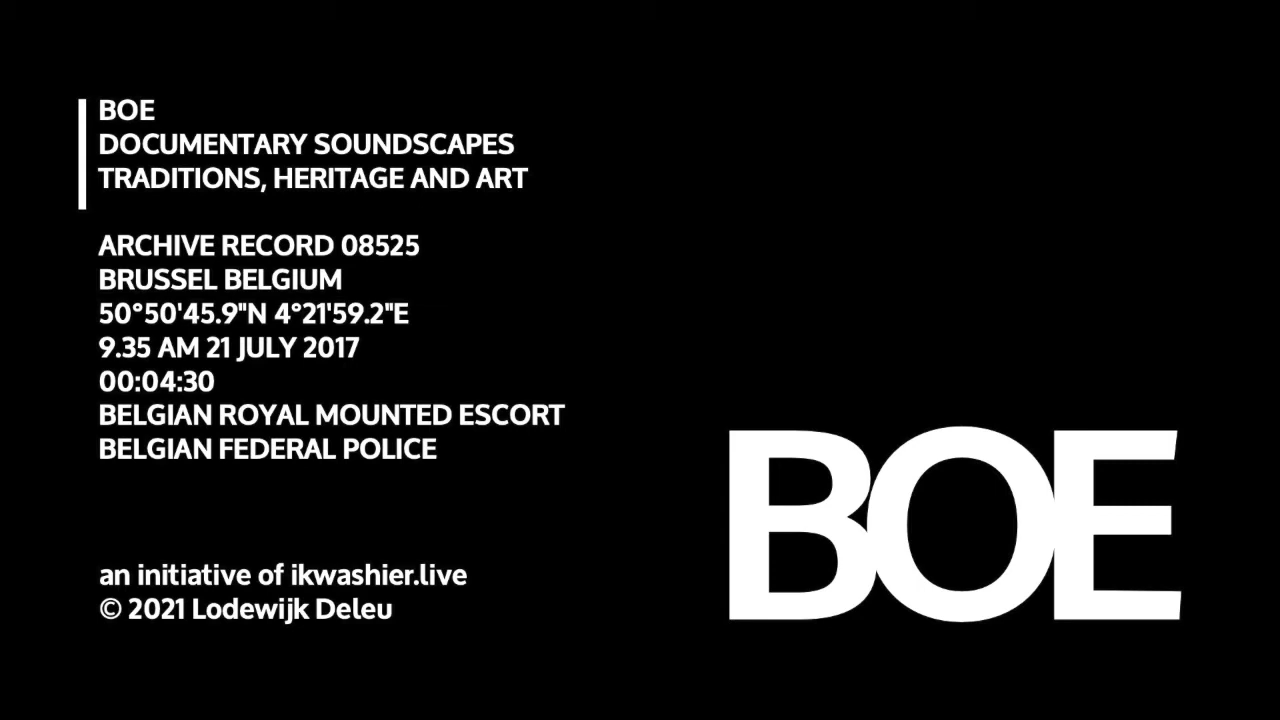 BOE
DOCUMENTARY SOUNDSCAPES
TRADITIONS, HERITAGE AND ART
ARCHIVE RECORD 08525
BRUSSEL BELGIUM
50°50'45.9"N 4°21'59.2"E
9.35 AM 21 JULY 2017
00:04:30
BELGIAN ROYAL MOUNTED ESCORT
BELGIAN FEDERAL POLICE
an initiative of ikwashier.live
© 2021 Lodewijk Deleu
BOE